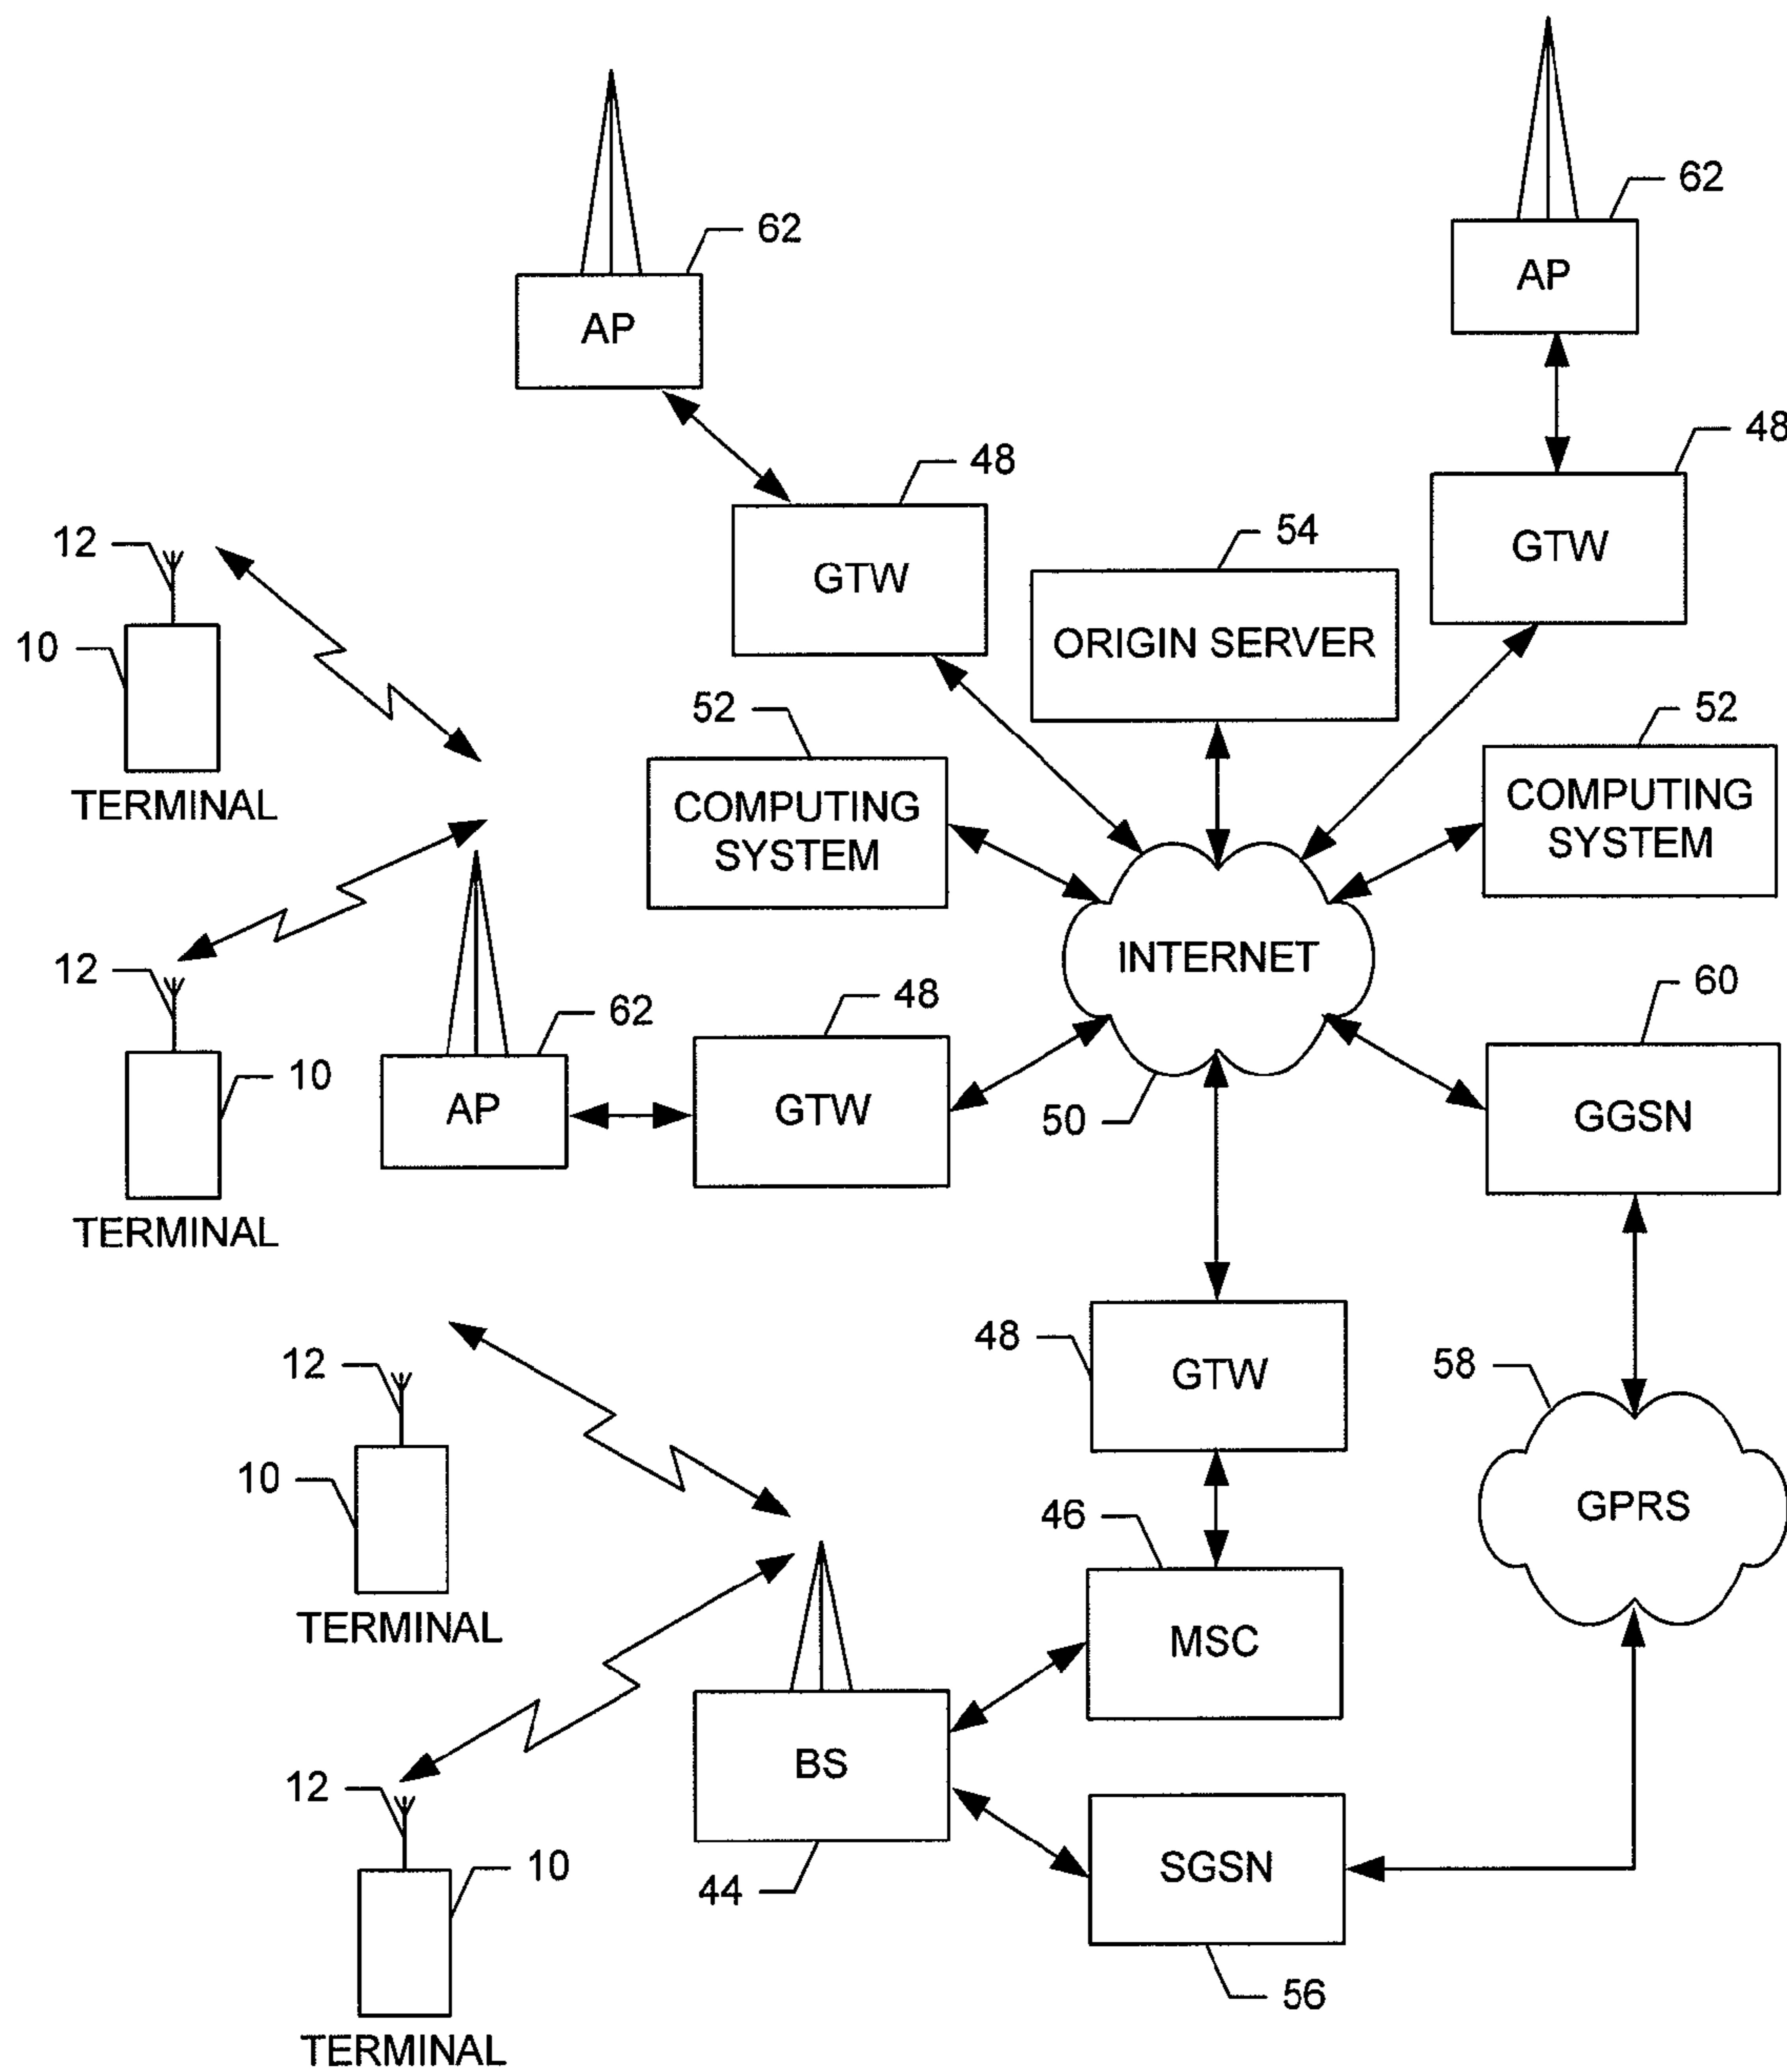 62
AP
62
AP
48
GTW
48
GTW
54
ORIGIN SERVER
12
10
TERMINAL
52
COMPUTING
SYSTEM
52
COMPUTING
SYSTEM
INTERNET
50
12
10
TERMINAL
62
AP
48
GTW
60
GGSN
48
GTW
58
GPRS
12
10
TERMINAL
46
MSC
BS
44
12
10
TERMINAL
SGSN
56